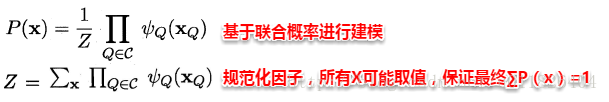 P(x) = 1/Z ∏_{Q∈C} ψ_Q(x_Q) 基于联合概率进行建模
Z = ∑_x ∏_{Q∈C} ψ_Q(x_Q) 规范化因子，所有X可能取值，保证最终∑P（x）=1